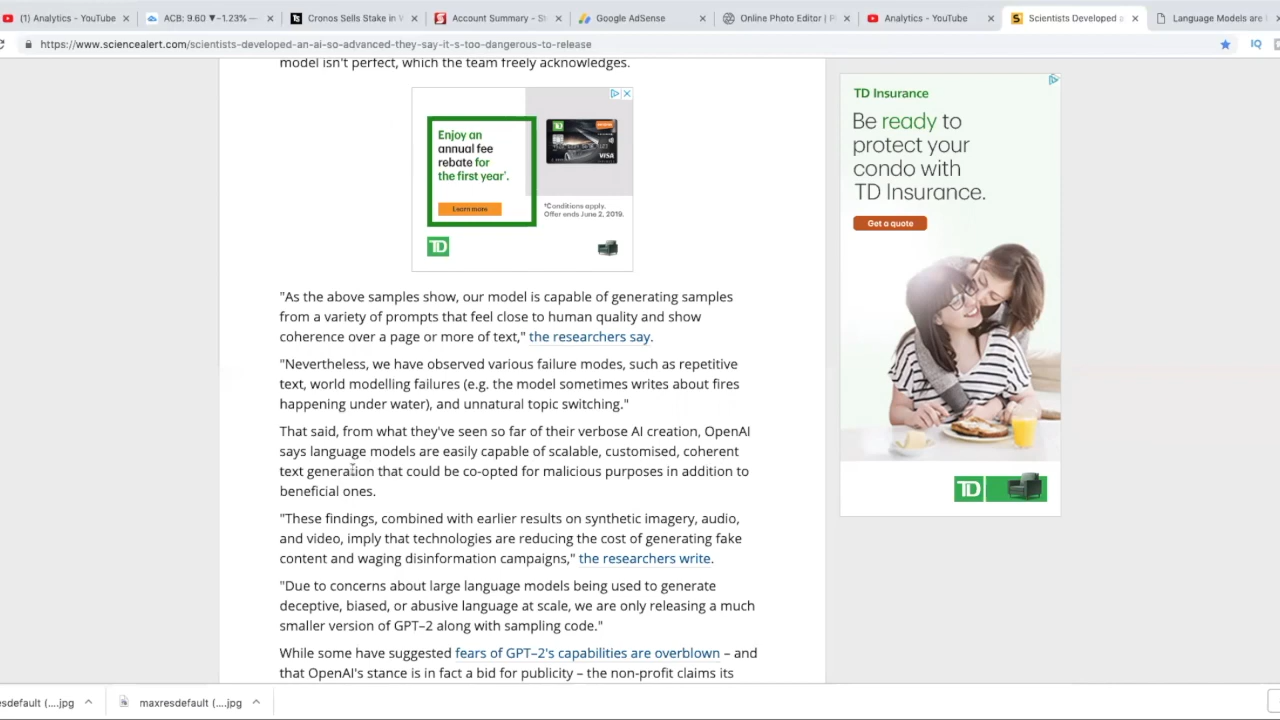 (1) Analytics - YouTube
ACB: 9.60 ▼-1.23%
Cronos Sells Stake in
Account Summary - St
Google AdSense
Online Photo Editor |
Analytics - YouTube
Scientists Developed a
Language Models are
https://www.sciencealert.com/scientists-developed-an-ai-so-advanced-they-say-it-s-too-dangerous-to-release
IQ
model isn't perfect, which the team freely acknowledges.
Enjoy an
annual fee
rebate for
the first year*.
Learn more
TD
VISA
*Conditions apply.
Offer ends June 2, 2019.
TD
"As the above samples show, our model is capable of generating samples
from a variety of prompts that feel close to human quality and show
coherence over a page or more of text," the researchers say.
"Nevertheless, we have observed various failure modes, such as repetitive
text, world modelling failures (e.g. the model sometimes writes about fires
happening under water), and unnatural topic switching."
That said, from what they've seen so far of their verbose AI creation, OpenAI
says language models are easily capable of scalable, customised, coherent
text generation that could be co-opted for malicious purposes in addition to
beneficial ones.
"These findings, combined with earlier results on synthetic imagery, audio,
and video, imply that technologies are reducing the cost of generating fake
content and waging disinformation campaigns," the researchers write.
"Due to concerns about large language models being used to generate
deceptive, biased, or abusive language at scale, we are only releasing a much
smaller version of GPT–2 along with sampling code."
While some have suggested fears of GPT–2's capabilities are overblown – and
that OpenAI's stance is in fact a bid for publicity – the non-profit claims its
TD Insurance
Be ready to
protect your
condo with
TD Insurance.
Get a quote
TD
esdefault (....jpg
maxresdefault (....jpg